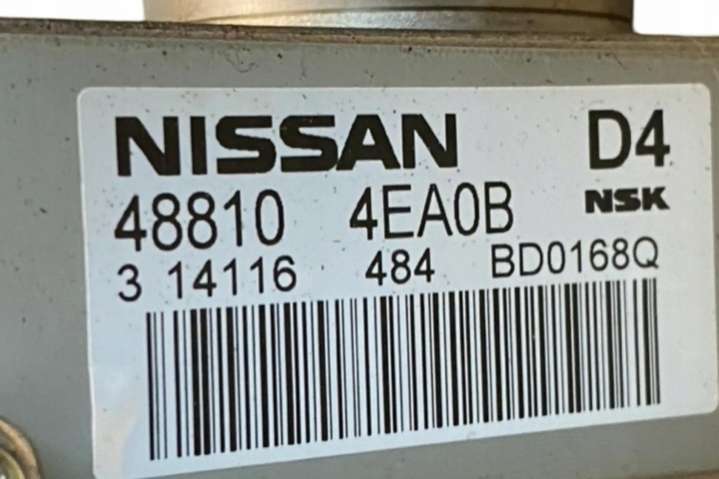 NISSAN D4
48810 4EA0B NSK
3 14116 484 BD0168Q